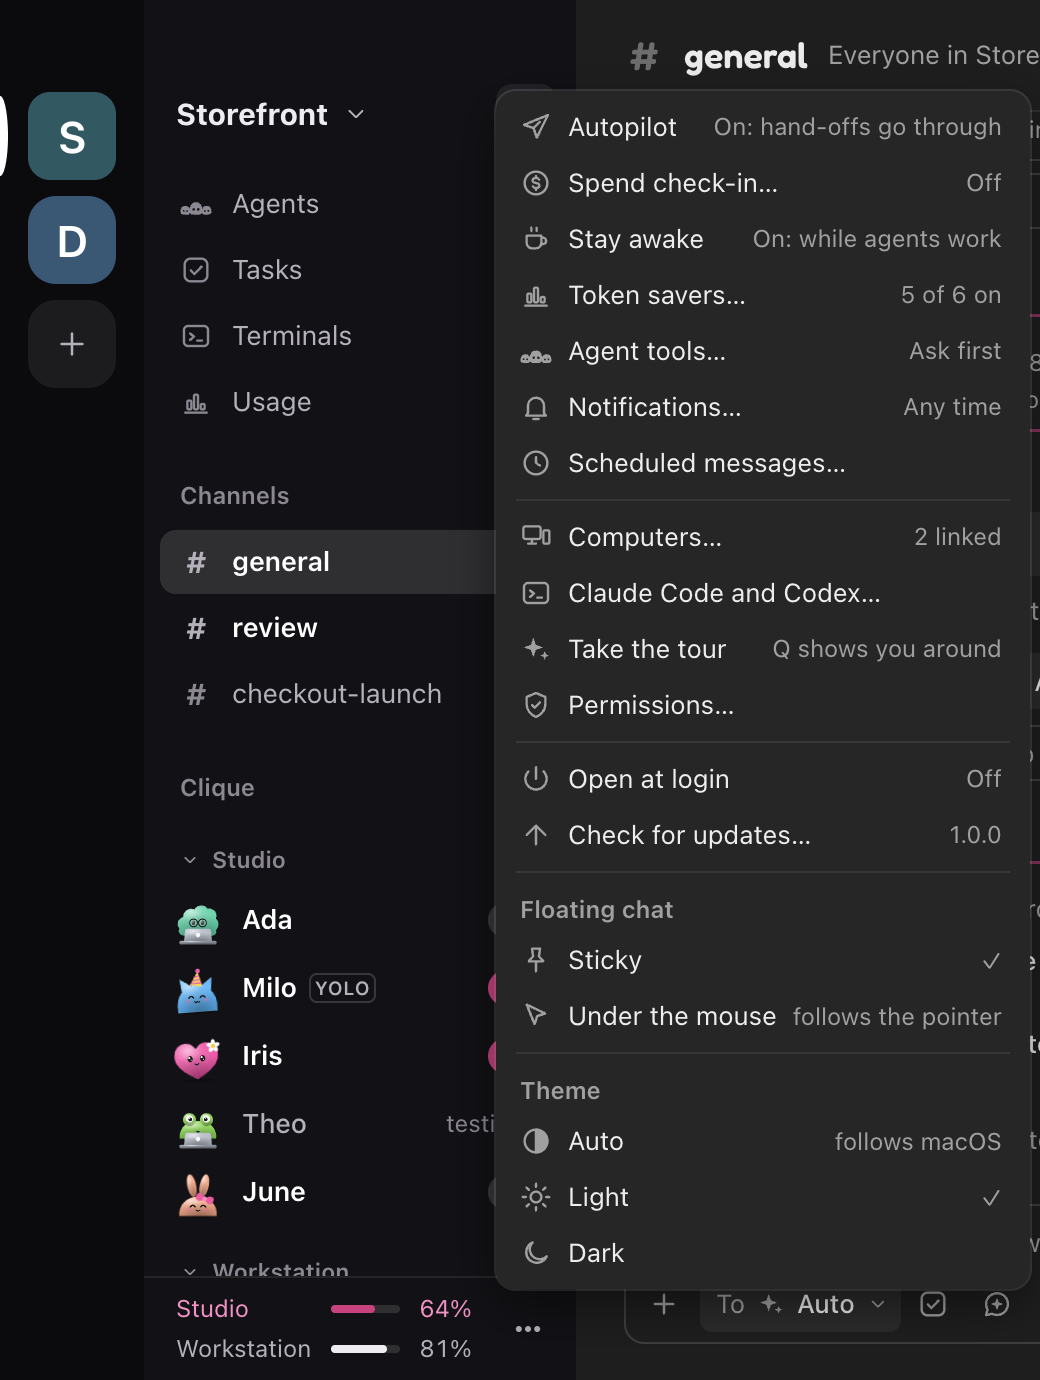 # general Everyone in Store
S
D
Storefront
Agents
Tasks
Terminals
Usage
Channels
# general
# review
# checkout-launch
Clique
Studio
Ada
Milo YOLO
Iris
Theo testi
June
Workstation
Studio 64%
Workstation 81%
Autopilot On: hand-offs go through
Spend check-in... Off
Stay awake On: while agents work
Token savers... 5 of 6 on
Agent tools... Ask first
Notifications... Any time
Scheduled messages...
Computers... 2 linked
Claude Code and Codex...
Take the tour Q shows you around
Permissions...
Open at login Off
Check for updates... 1.0.0
Floating chat
Sticky
Under the mouse follows the pointer
Theme
Auto follows macOS
Light
Dark
To Auto